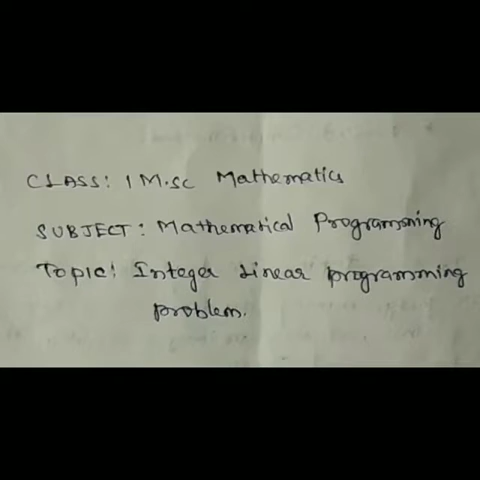 CLASS: I M.SC Mathematics
SUBJECT: Mathematical Programming
Topic: Integer Linear programming
problem.